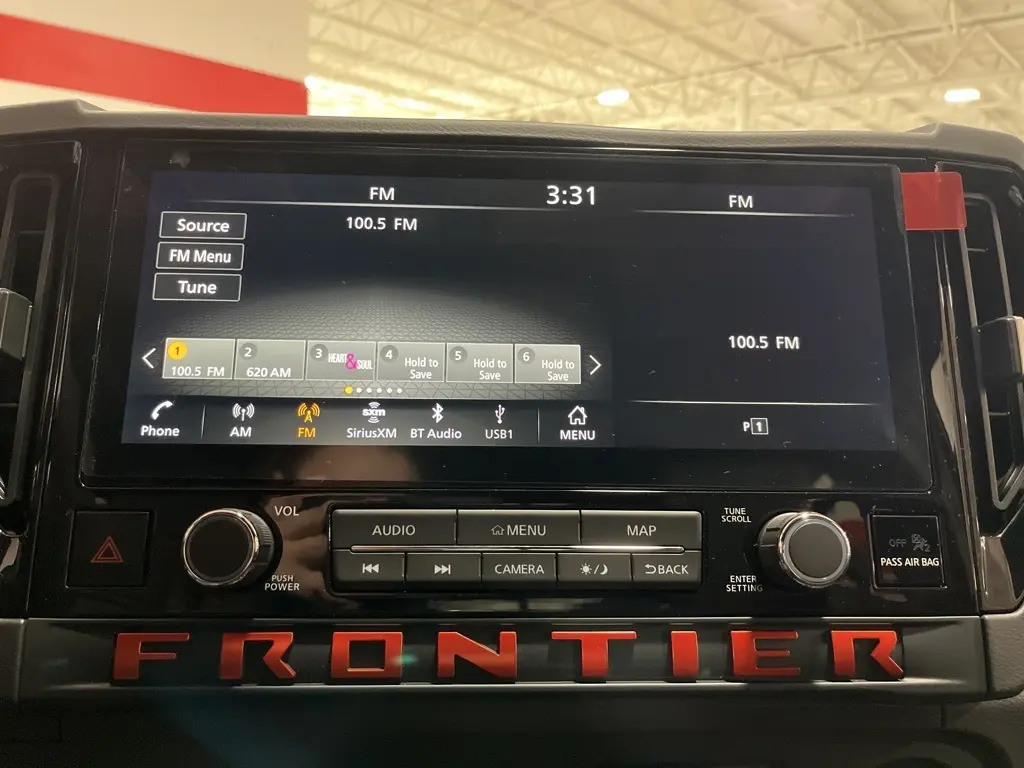 FM
3:31
FM
Source
100.5 FM
FM Menu
Tune
100.5 FM
1
100.5 FM
2
620 AM
3
HEART & SOUL
4
Hold to
Save
5
Hold to
Save
6
Hold to
Save
Phone
AM
FM
sxm
SiriusXM
BT Audio
USB1
MENU
P 1
VOL
PUSH
POWER
AUDIO
MENU
MAP
CAMERA
BACK
TUNE
SCROLL
ENTER
SETTING
OFF
2
PASS AIR BAG
FRONTIER